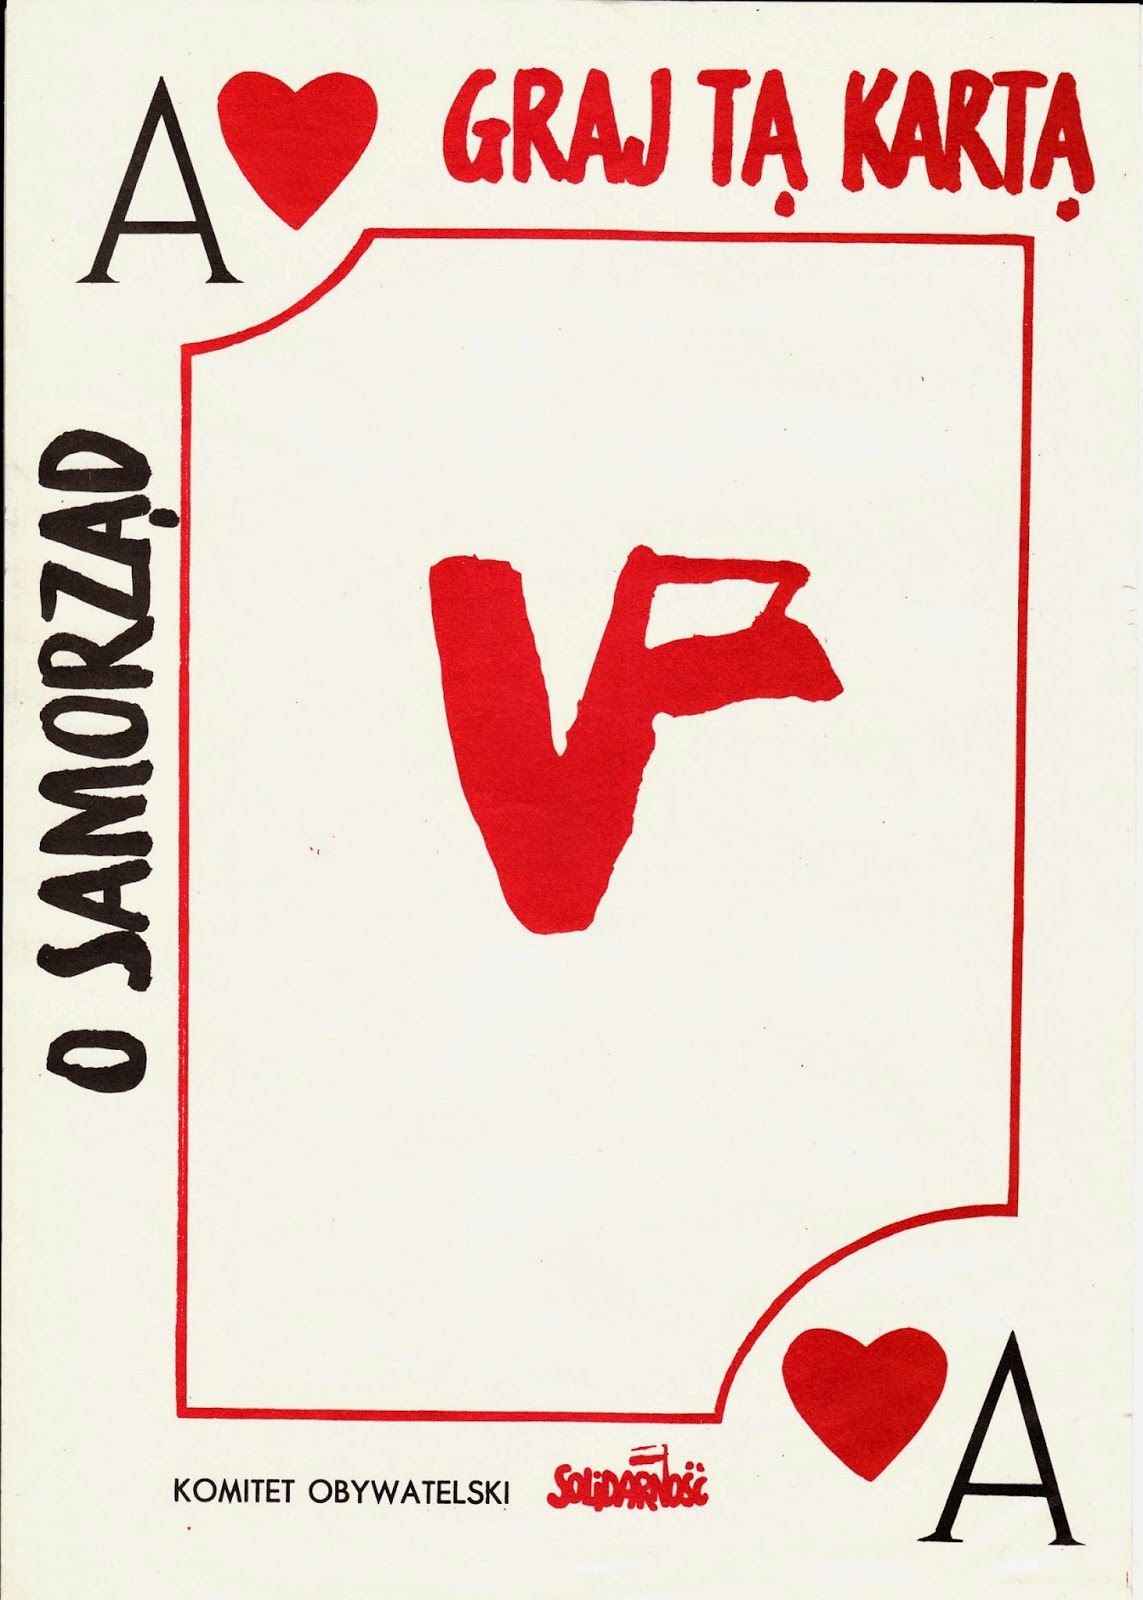 A
GRAJ TĄ KARTĄ
O SAMORZĄD
V
KOMITET OBYWATELSKI SOLIDARNOŚĆ
A